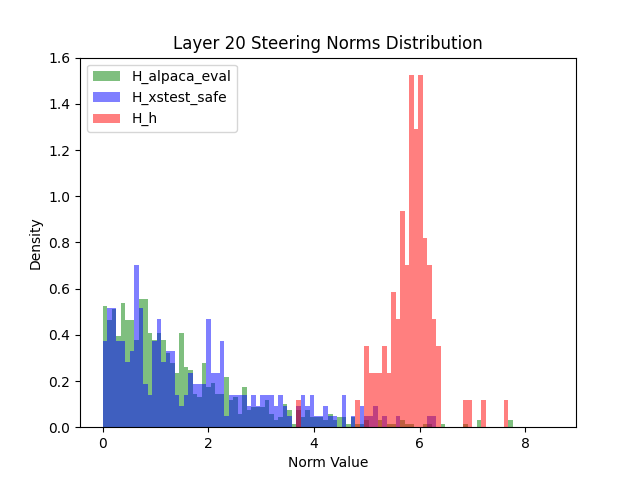 Layer 20 Steering Norms Distribution
H_alpaca_eval
H_xstest_safe
H_h
Density
1.6
1.4
1.2
1.0
0.8
0.6
0.4
0.2
0.0
0 2 4 6 8
Norm Value